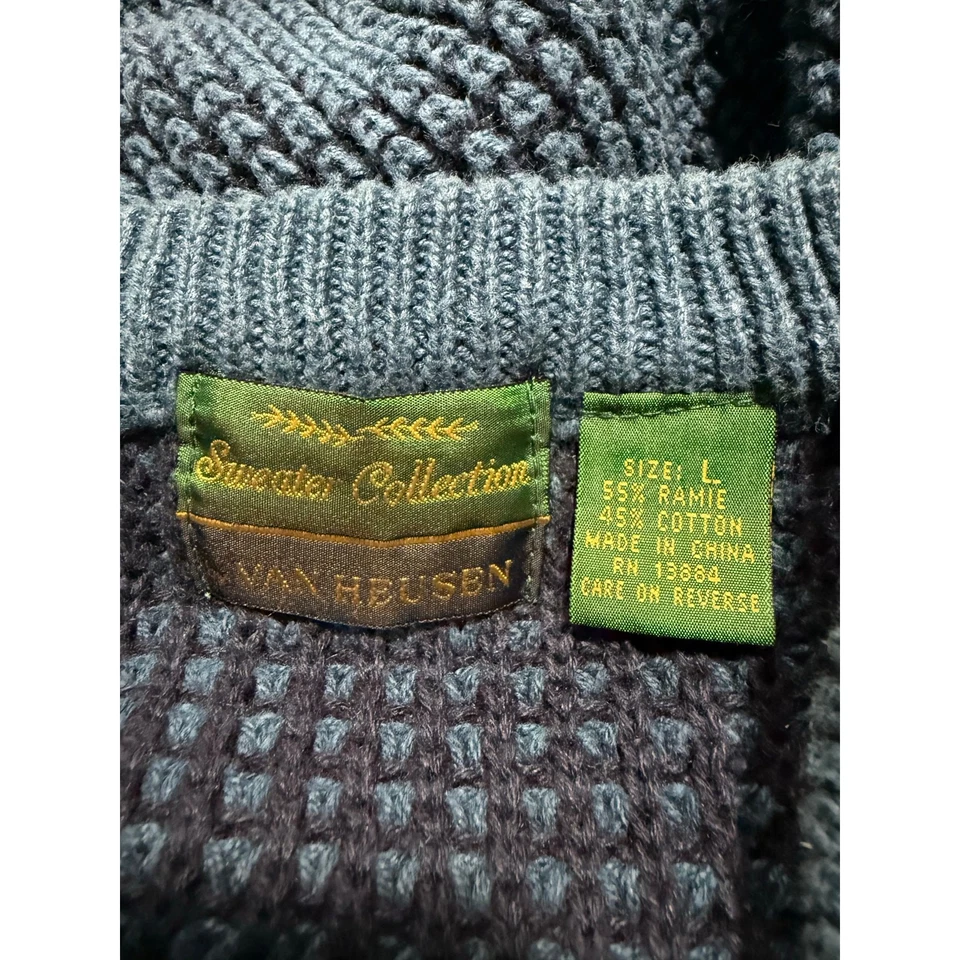 Sweater Collection
VAN HEUSEN
SIZE: L
55% RAMIE
45% COTTON
MADE IN CHINA
RN 13884
CARE ON REVERSE